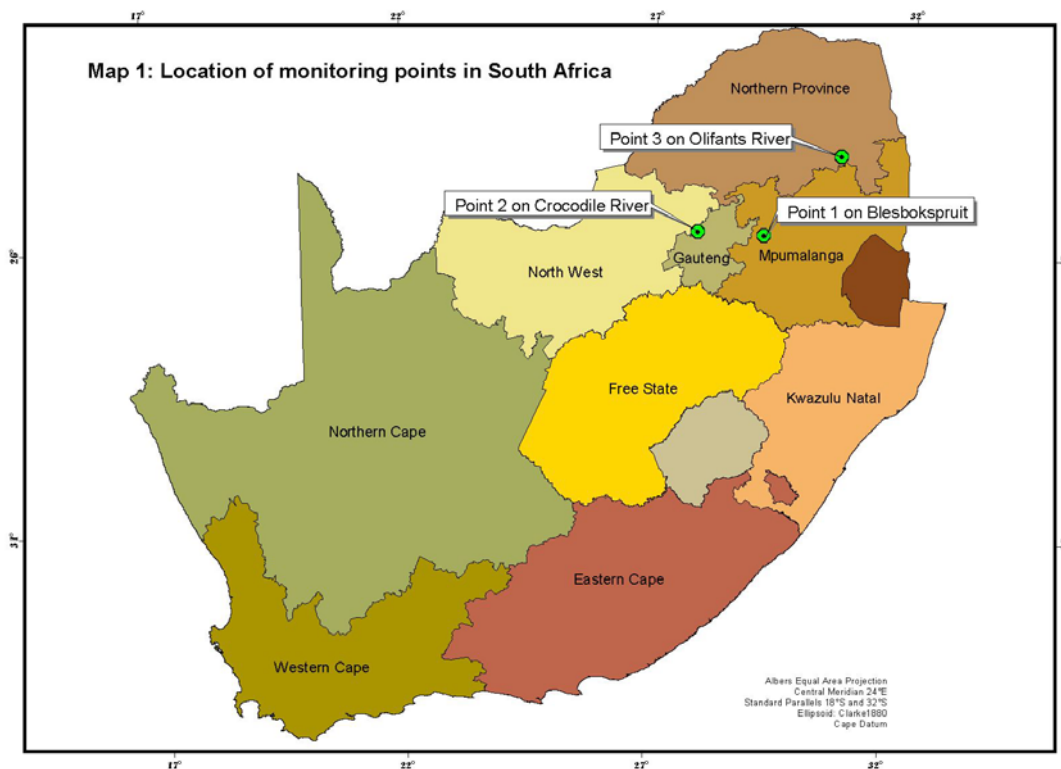 17° 22° 27° 32°
Map 1: Location of monitoring points in South Africa
Northern Province
Point 3 on Olifants River
Point 2 on Crocodile River
Point 1 on Blesbokspruit
26°
Gauteng
Mpumalanga
North West
Free State
Kwazulu Natal
Northern Cape
31°
Eastern Cape
Western Cape
Albers Equal Area Projection
Central Meridian 24°E
Standard Parallels 18°S and 32°S
Ellipsoid: Clarke1880
Cape Datum
17° 22° 27° 32°